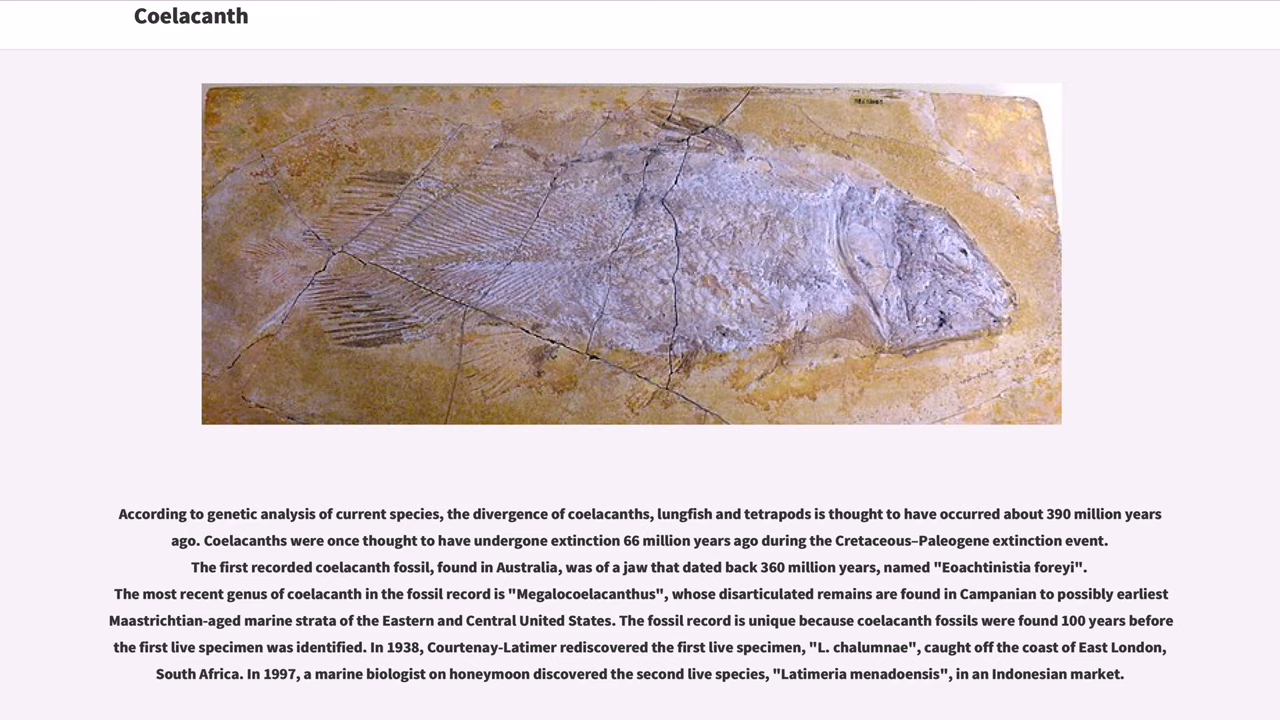 Coelacanth
According to genetic analysis of current species, the divergence of coelacanths, lungfish and tetrapods is thought to have occurred about 390 million years
ago. Coelacanths were once thought to have undergone extinction 66 million years ago during the Cretaceous–Paleogene extinction event.
The first recorded coelacanth fossil, found in Australia, was of a jaw that dated back 360 million years, named "Eoachtinistia foreyi".
The most recent genus of coelacanth in the fossil record is "Megalocoelacanthus", whose disarticulated remains are found in Campanian to possibly earliest
Maastrichtian-aged marine strata of the Eastern and Central United States. The fossil record is unique because coelacanth fossils were found 100 years before
the first live specimen was identified. In 1938, Courtenay-Latimer rediscovered the first live specimen, "L. chalumnae", caught off the coast of East London,
South Africa. In 1997, a marine biologist on honeymoon discovered the second live species, "Latimeria menadoensis", in an Indonesian market.